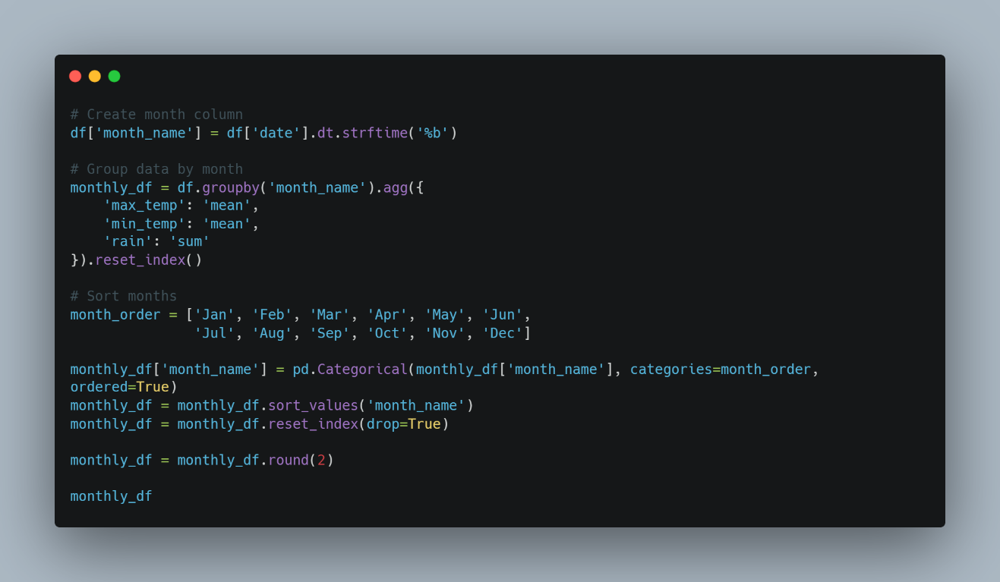 # Create month column
df['month_name'] = df['date'].dt.strftime('%b')

# Group data by month
monthly_df = df.groupby('month_name').agg({
    'max_temp': 'mean',
    'min_temp': 'mean',
    'rain': 'sum'
}).reset_index()

# Sort months
month_order = ['Jan', 'Feb', 'Mar', 'Apr', 'May', 'Jun',
               'Jul', 'Aug', 'Sep', 'Oct', 'Nov', 'Dec']

monthly_df['month_name'] = pd.Categorical(monthly_df['month_name'], categories=month_order,
ordered=True)
monthly_df = monthly_df.sort_values('month_name')
monthly_df = monthly_df.reset_index(drop=True)

monthly_df = monthly_df.round(2)

monthly_df